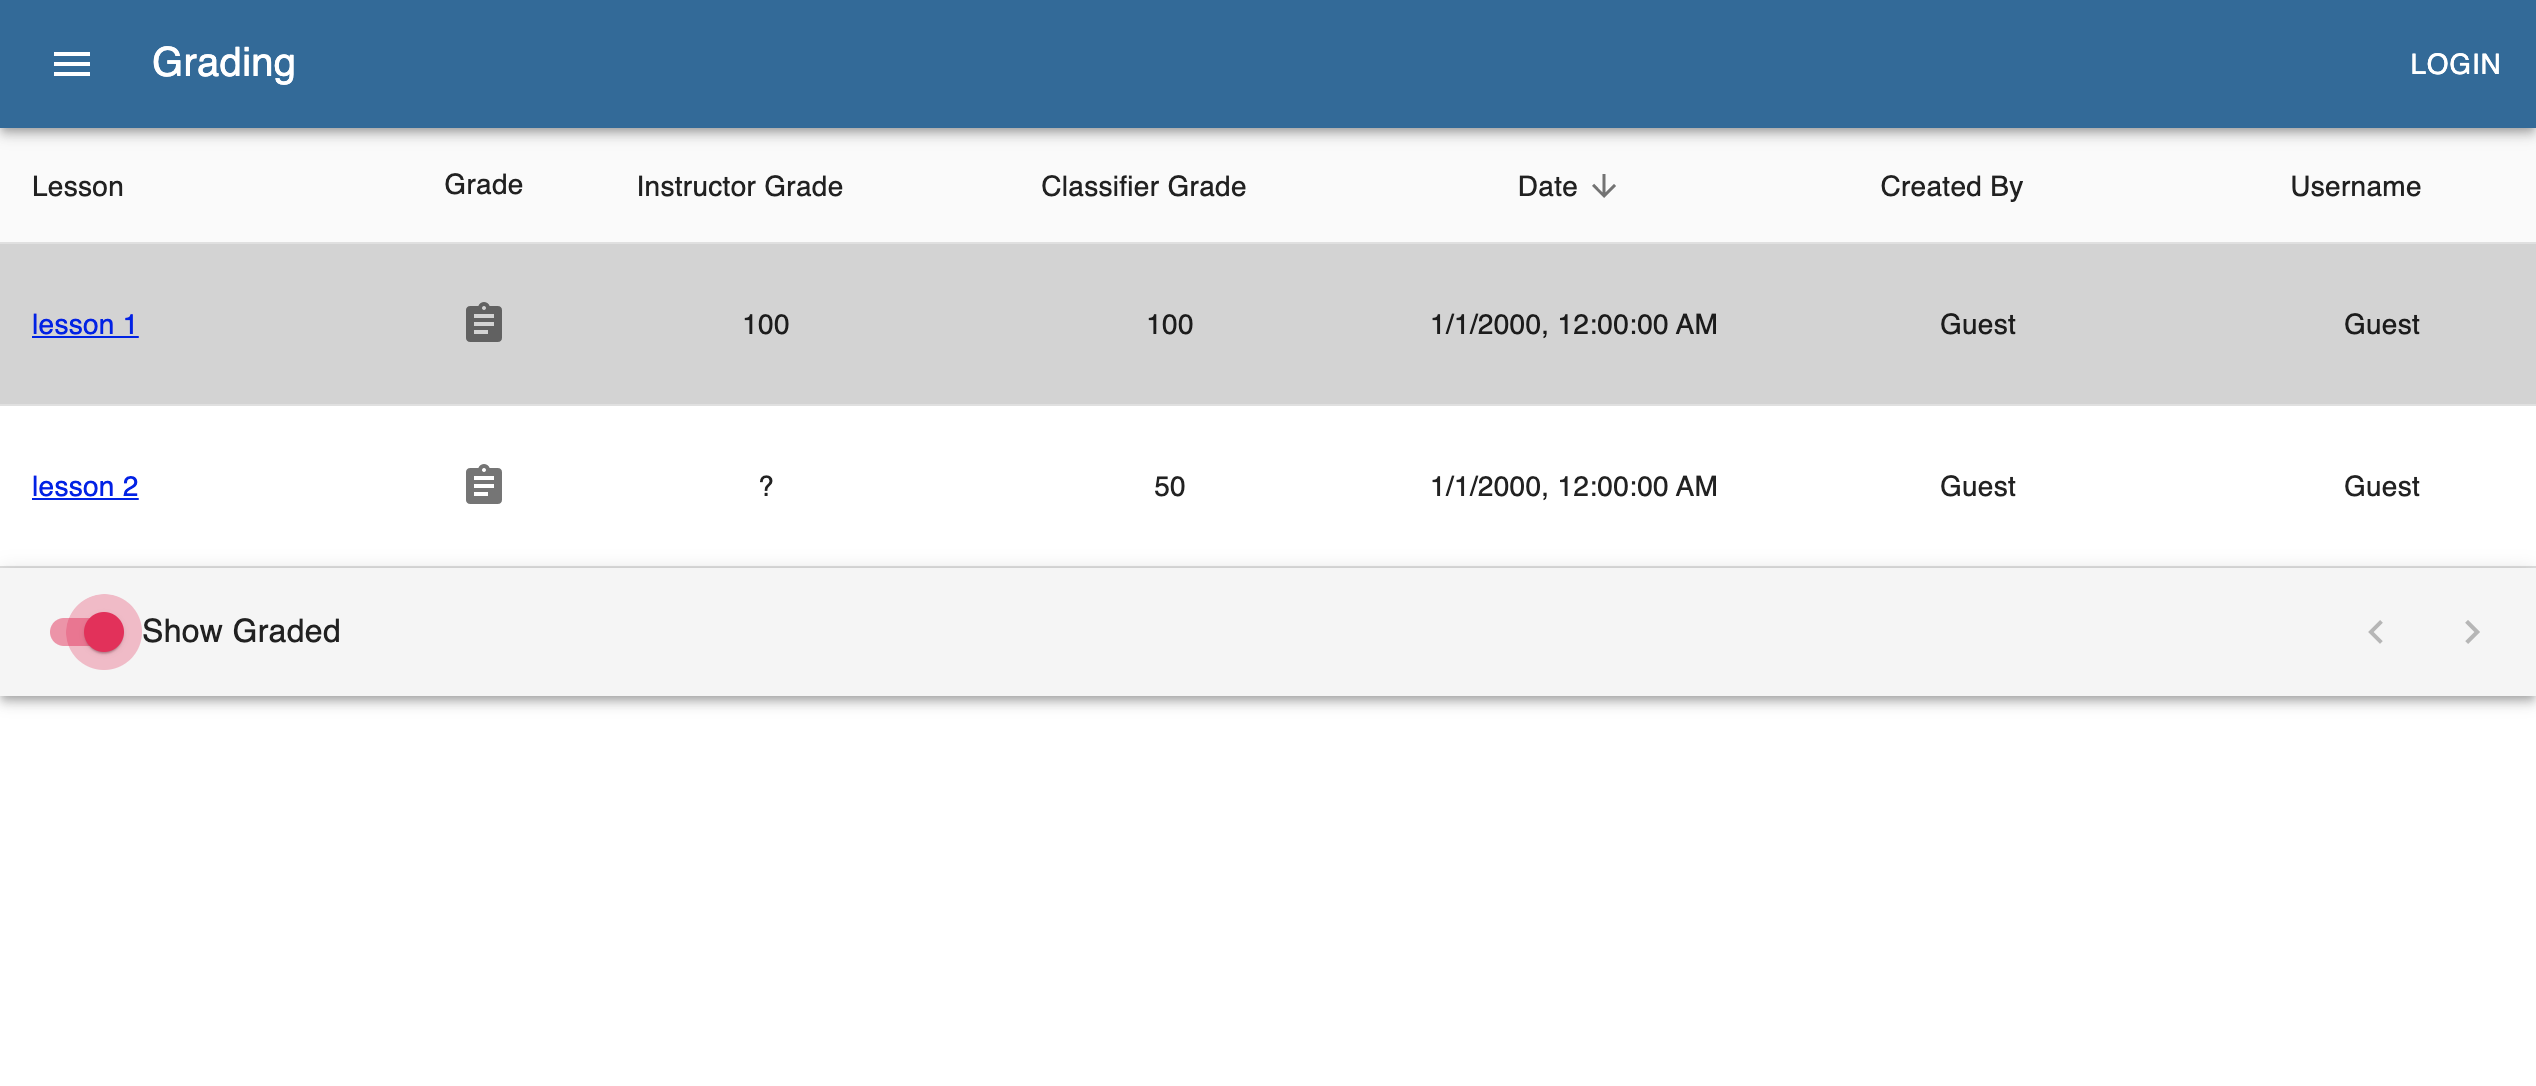 Grading LOGIN
Lesson Grade Instructor Grade Classifier Grade Date Created By Username
lesson 1 100 100 1/1/2000, 12:00:00 AM Guest Guest
lesson 2 ? 50 1/1/2000, 12:00:00 AM Guest Guest
Show Graded